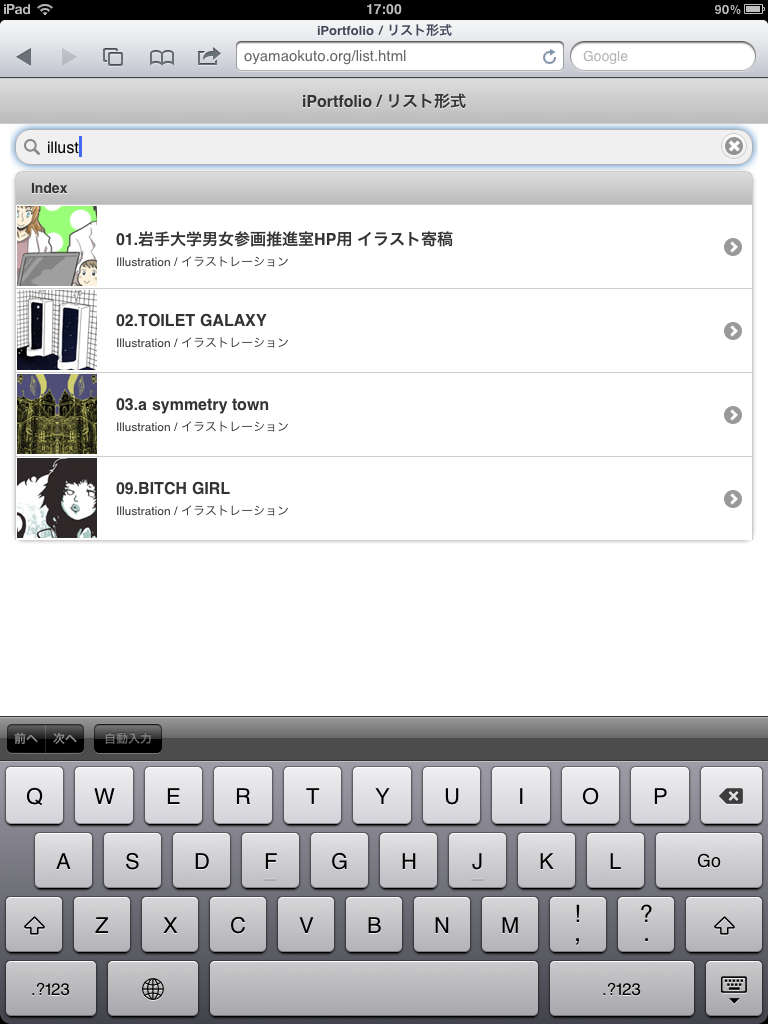 iPad 17:00 90%
iPortfolio / リスト形式
oyamaokuto.org/list.html Google
iPortfolio / リスト形式
illust
Index
01.岩手大学男女参画推進室HP用 イラスト寄稿
Illustration / イラストレーション
02.TOILET GALAXY
Illustration / イラストレーション
03.a symmetry town
Illustration / イラストレーション
09.BITCH GIRL
Illustration / イラストレーション
前へ 次へ 自動入力
Q W E R T Y U I O P
A S D F G H J K L Go
Z X C V B N M ! , ? .
.?123 .?123